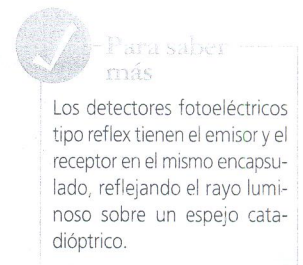 Para saber
más
Los detectores fotoeléctricos
tipo reflex tienen el emisor y el
receptor en el mismo encapsu-
lado, reflejando el rayo lumi-
noso sobre un espejo cata-
dióptrico.